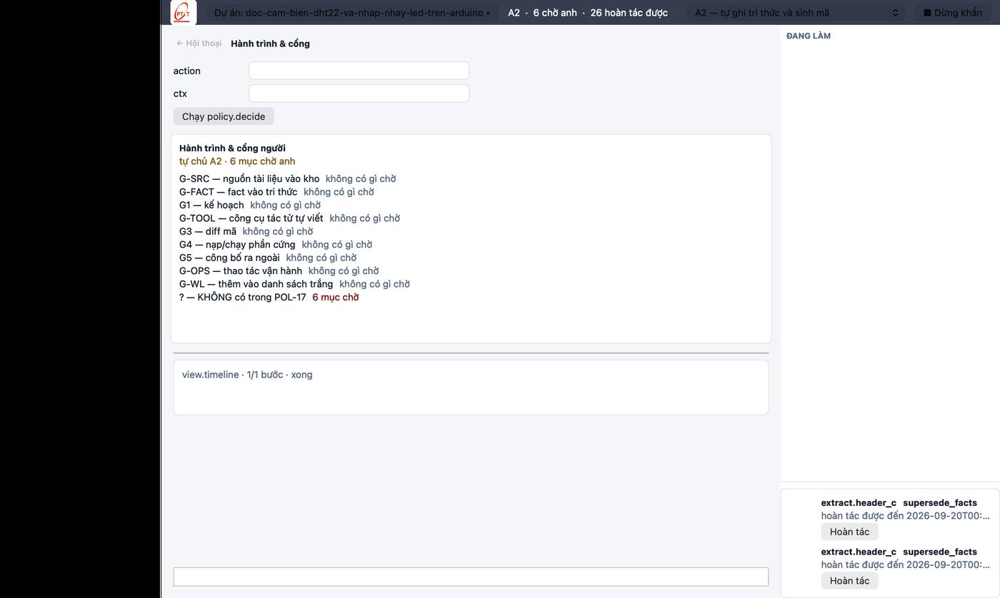 PTIT
Dự án: doc-cam-bien-dht22-va-nhap-nhay-led-tren-arduino
A2 · 6 chờ anh · 26 hoàn tác được
A2 — tự ghi tri thức và sinh mã
Dừng khẩn
← Hội thoại Hành trình & cổng
ĐANG LÀM
action
ctx
Chạy policy.decide
Hành trình & cổng người
tự chủ A2 · 6 mục chờ anh
G-SRC — nguồn tài liệu vào kho không có gì chờ
G-FACT — fact vào tri thức không có gì chờ
G1 — kế hoạch không có gì chờ
G-TOOL — công cụ tác tử tự viết không có gì chờ
G3 — diff mã không có gì chờ
G4 — nạp/chạy phần cứng không có gì chờ
G5 — công bố ra ngoài không có gì chờ
G-OPS — thao tác vận hành không có gì chờ
G-WL — thêm vào danh sách trắng không có gì chờ
? — KHÔNG có trong POL-17 6 mục chờ
view.timeline · 1/1 bước · xong
extract.header_c supersede_facts
hoàn tác được đến 2026-09-20T00:...
Hoàn tác
extract.header_c supersede_facts
hoàn tác được đến 2026-09-20T00:...
Hoàn tác